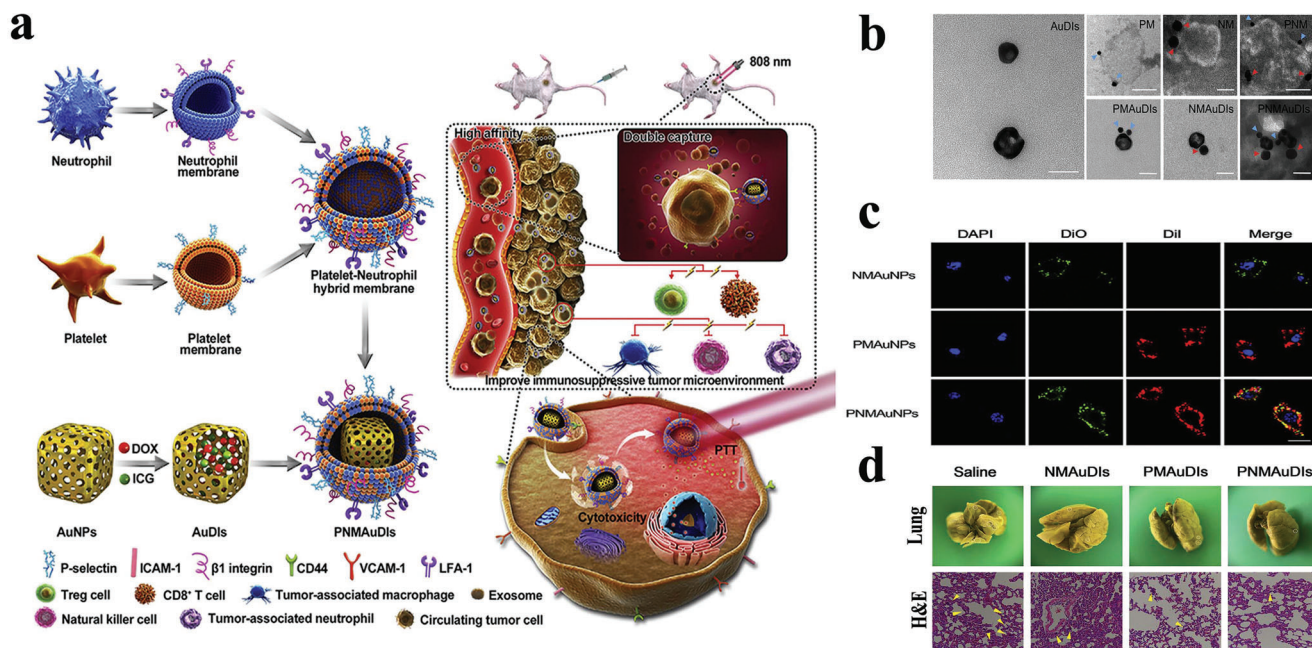 a
808 nm
High affinity
Double capture
Neutrophil
Neutrophil
membrane
Platelet-Neutrophil
hybrid membrane
Platelet
Platelet
membrane
Improve immunosuppressive tumor microenvironment
DOX
ICG
PTT
Cytotoxicity
AuNPs
AuDIs
PNMAuDIs
P-selectin
ICAM-1
β1 integrin
CD44
VCAM-1
LFA-1
Treg cell
CD8⁺ T cell
Tumor-associated macrophage
Exosome
Natural killer cell
Tumor-associated neutrophil
Circulating tumor cell
b
AuDIs
PM
NM
PNM
PMAuDIs
NMAuDIs
PNMAuDIs
c
DAPI
DiO
DiI
Merge
NMAuNPs
PMAuNPs
PNMAuNPs
d
Saline
NMAuDIs
PMAuDIs
PNMAuDIs
Lung
H&E